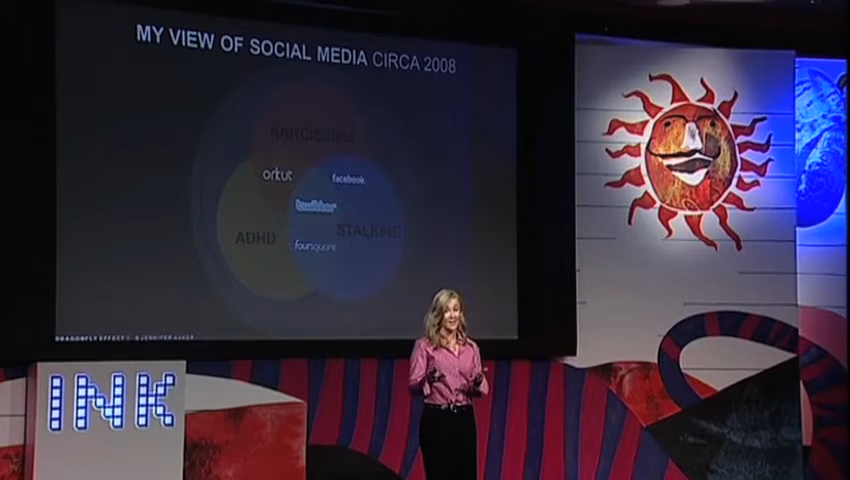 MY VIEW OF SOCIAL MEDIA CIRCA 2008
NARCISSISM
orkut
facebook
twitter
ADHD
STALKING
foursquare
DRAGONFLY EFFECT | © JENNIFER AAKER
INK